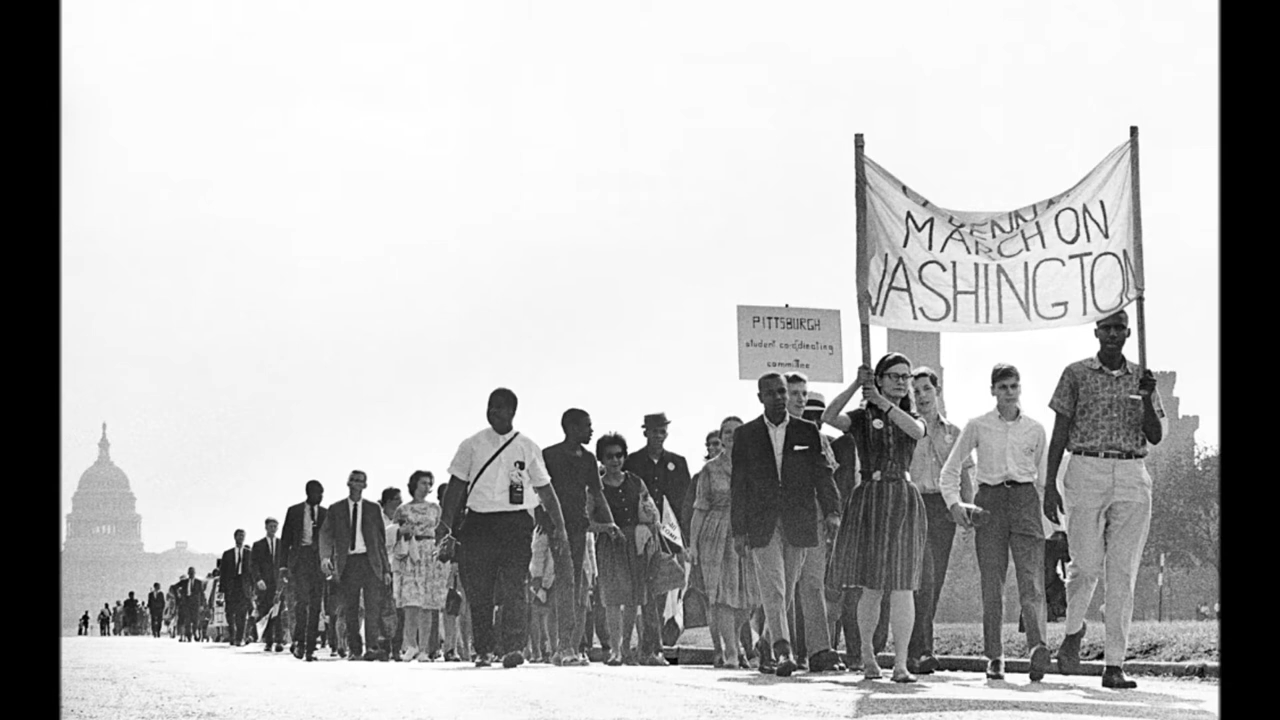 MARCH ON
WASHINGTON
PITTSBURGH
student co-ordinating
committee